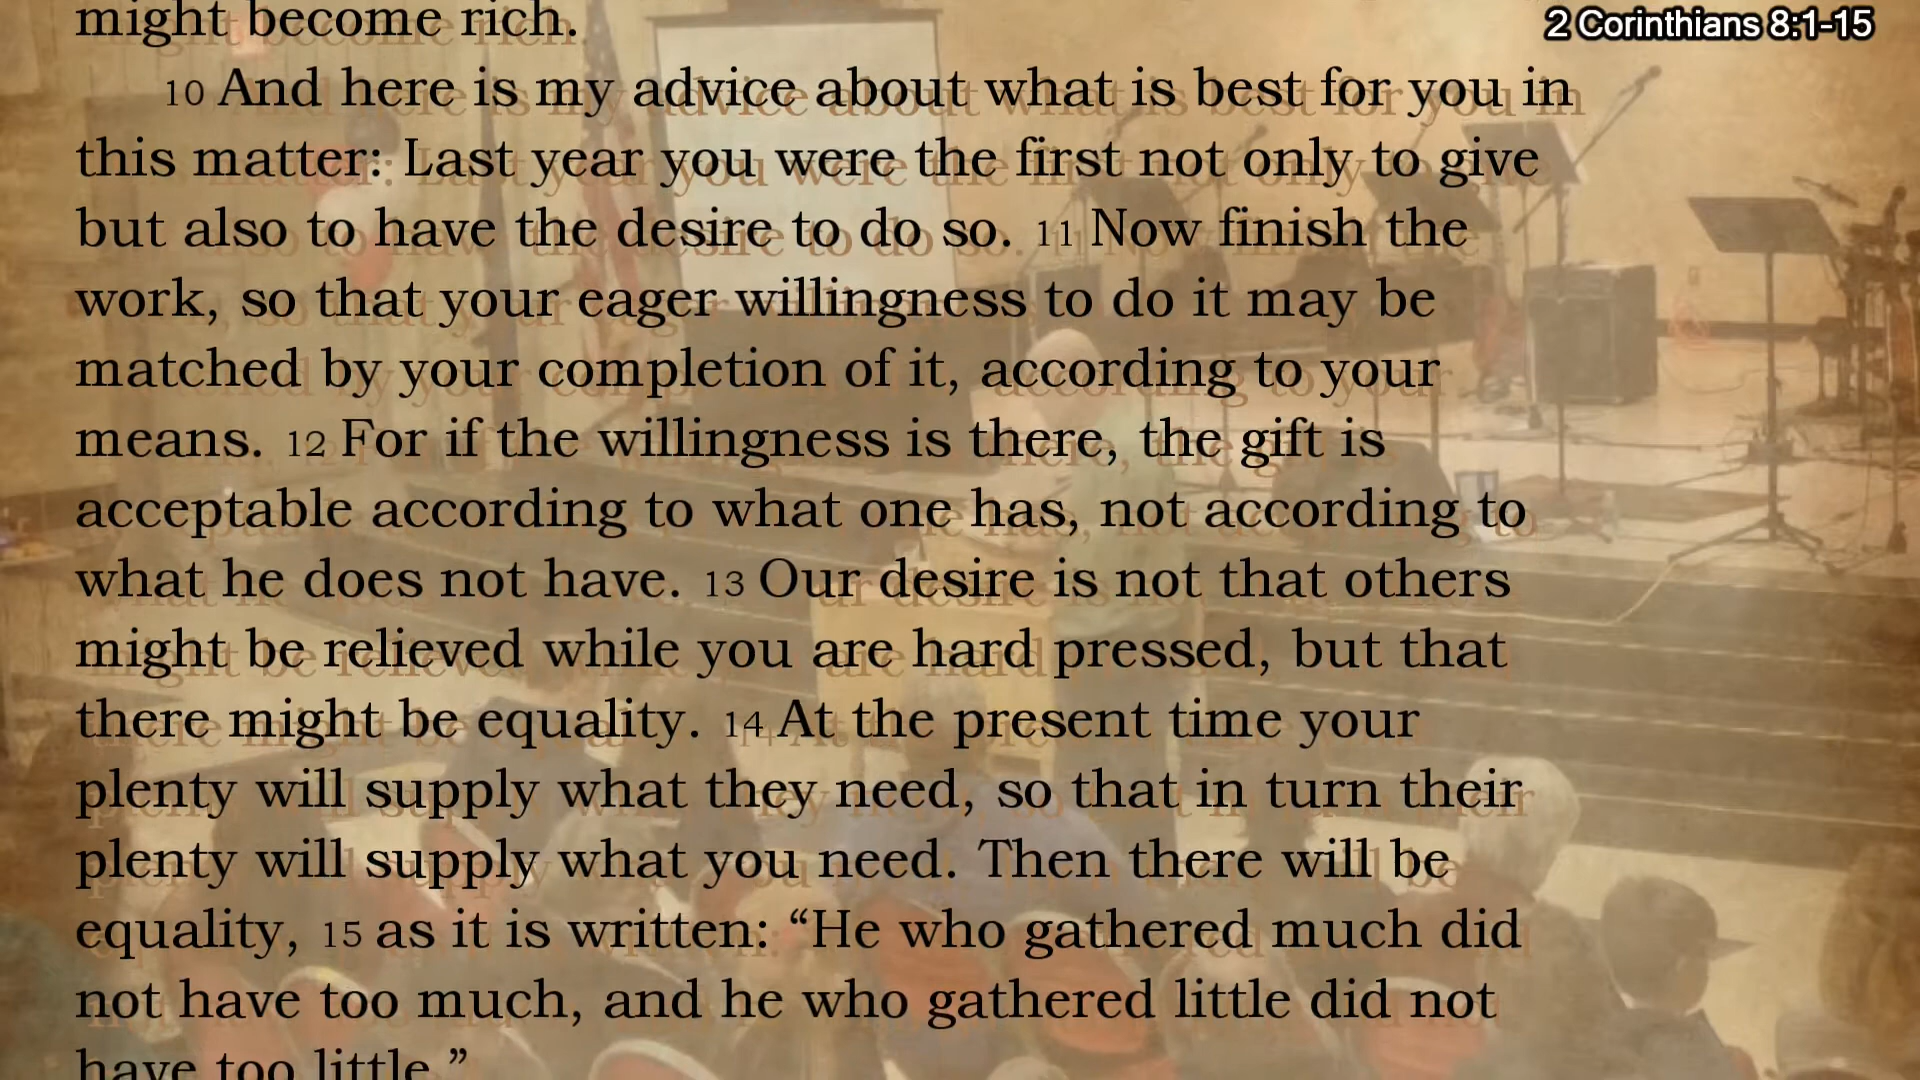 might become rich.
2 Corinthians 8:1-15
10 And here is my advice about what is best for you in
this matter: Last year you were the first not only to give
but also to have the desire to do so. 11 Now finish the
work, so that your eager willingness to do it may be
matched by your completion of it, according to your
means. 12 For if the willingness is there, the gift is
acceptable according to what one has, not according to
what he does not have. 13 Our desire is not that others
might be relieved while you are hard pressed, but that
there might be equality. 14 At the present time your
plenty will supply what they need, so that in turn their
plenty will supply what you need. Then there will be
equality, 15 as it is written: “He who gathered much did
not have too much, and he who gathered little did not
have too little.”